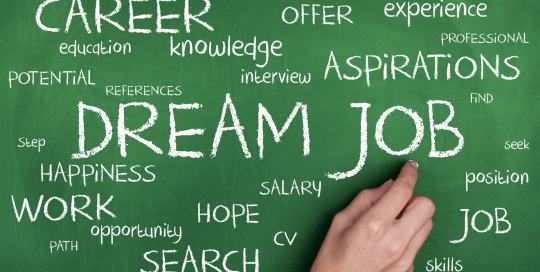 CAREER
OFFER
experience
education
knowledge
PROFESSIONAL
POTENTiAL
REFERENCES
interview
ASPiRATIONS
FiND
DREAM JOB
Step
seek
HAPPiNESS
SALARY
position
WORK
opportunity
HOPE
JOB
PATH
CV
SEARCH
skills